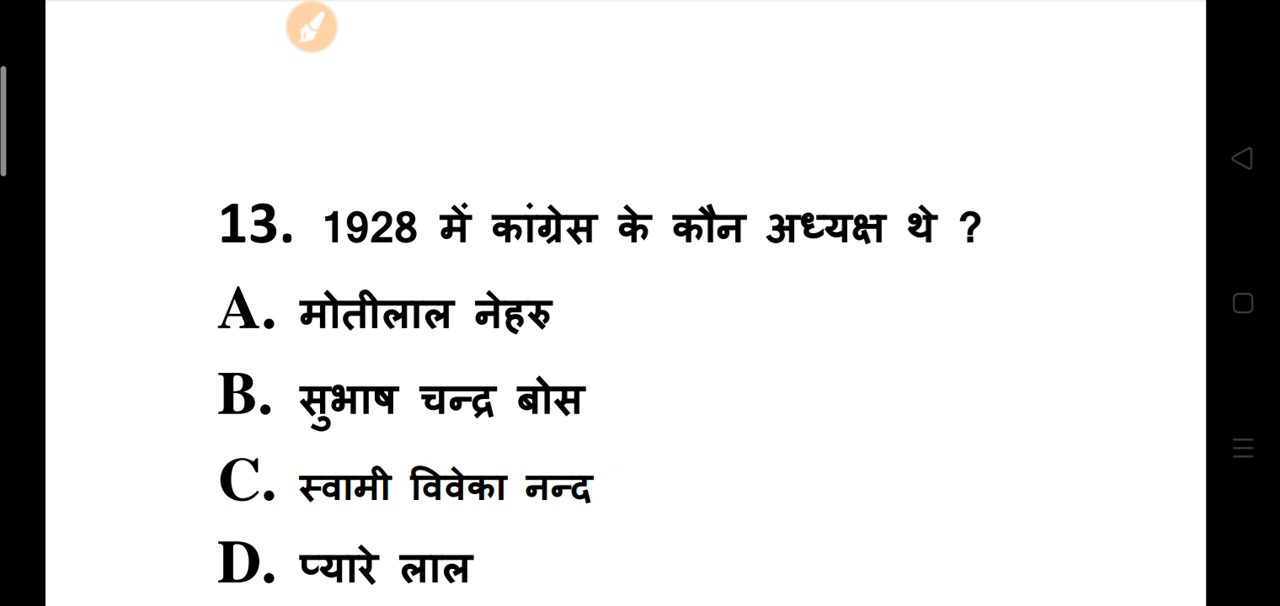 13. 1928 में कांग्रेस के कौन अध्यक्ष थे ?
A. मोतीलाल नेहरु
B. सुभाष चन्द्र बोस
C. स्वामी विवेका नन्द
D. प्यारे लाल